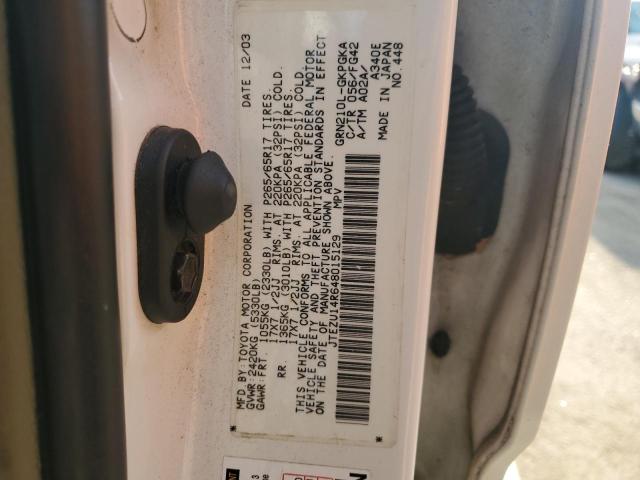 MFD.BY:TOYOTA MOTOR CORPORATION DATE 12/03
GVWR:2420KG (5330LB)
GAWR:FRT. 1055KG (2330LB) WITH P265/65R17 TIRES.
17X7 1/2JJ RIMS. AT 220KPA (32PSI) COLD.
RR 1365KG (3010LB) WITH P265/65R17 TIRES.
17X7 1/2JJ RIMS. AT 220KPA (32PSI) COLD.
THIS VEHICLE CONFORMS TO ALL APPLICABLE FEDERAL MOTOR
VEHICLE SAFETY AND THEFT PREVENTION STANDARDS IN EFFECT
ON THE DATE OF MANUFACTURE SHOWN ABOVE.
*JTEZU14R648015129* MPV
GRN210L-GKPGKA
C/TR 056/FG42
A/TM A02A/
A340E
MADE IN JAPAN
NO.448